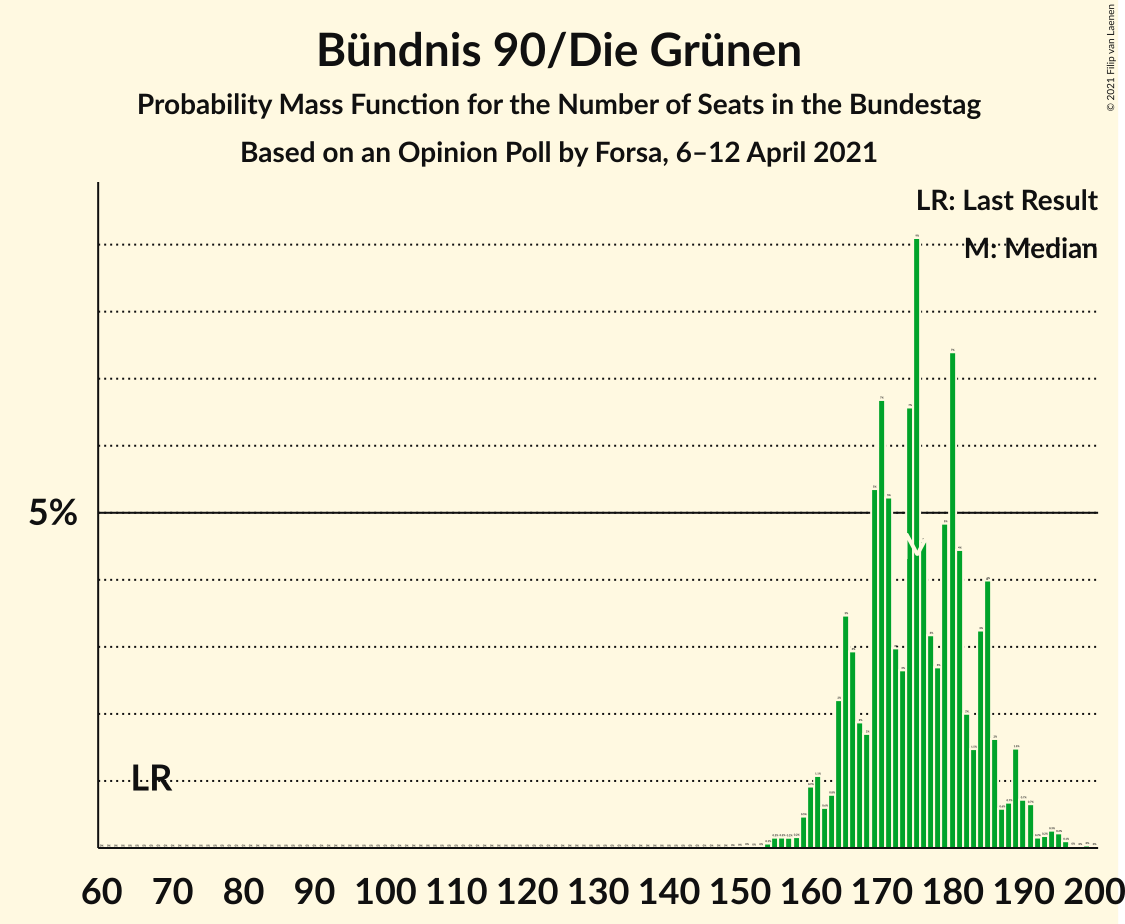 Bündnis 90/Die Grünen
Probability Mass Function for the Number of Seats in the Bundestag
Based on an Opinion Poll by Forsa, 6–12 April 2021
© 2021 Filip van Laenen
LR: Last Result
M: Median
5%
LR
60 70 80 90 100 110 120 130 140 150 160 170 180 190 200